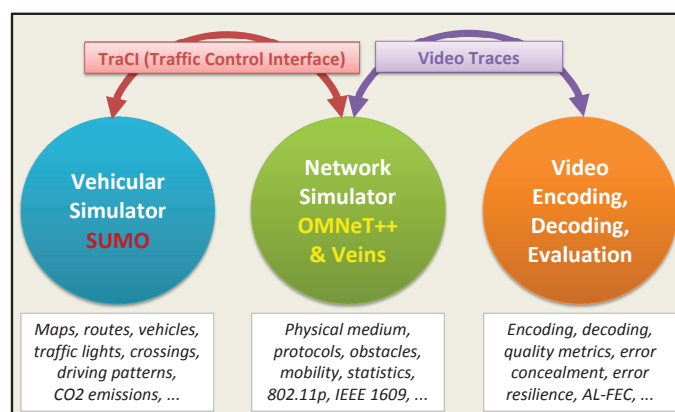 TraCI (Traffic Control Interface)
Video Traces
Vehicular
Simulator
SUMO
Network
Simulator
OMNeT++
& Veins
Video
Encoding,
Decoding,
Evaluation
Maps, routes, vehicles,
traffic lights, crossings,
driving patterns,
CO2 emissions, ...
Physical medium,
protocols, obstacles,
mobility, statistics,
802.11p, IEEE 1609, ...
Encoding, decoding,
quality metrics, error
concealment, error
resilience, AL-FEC, ...